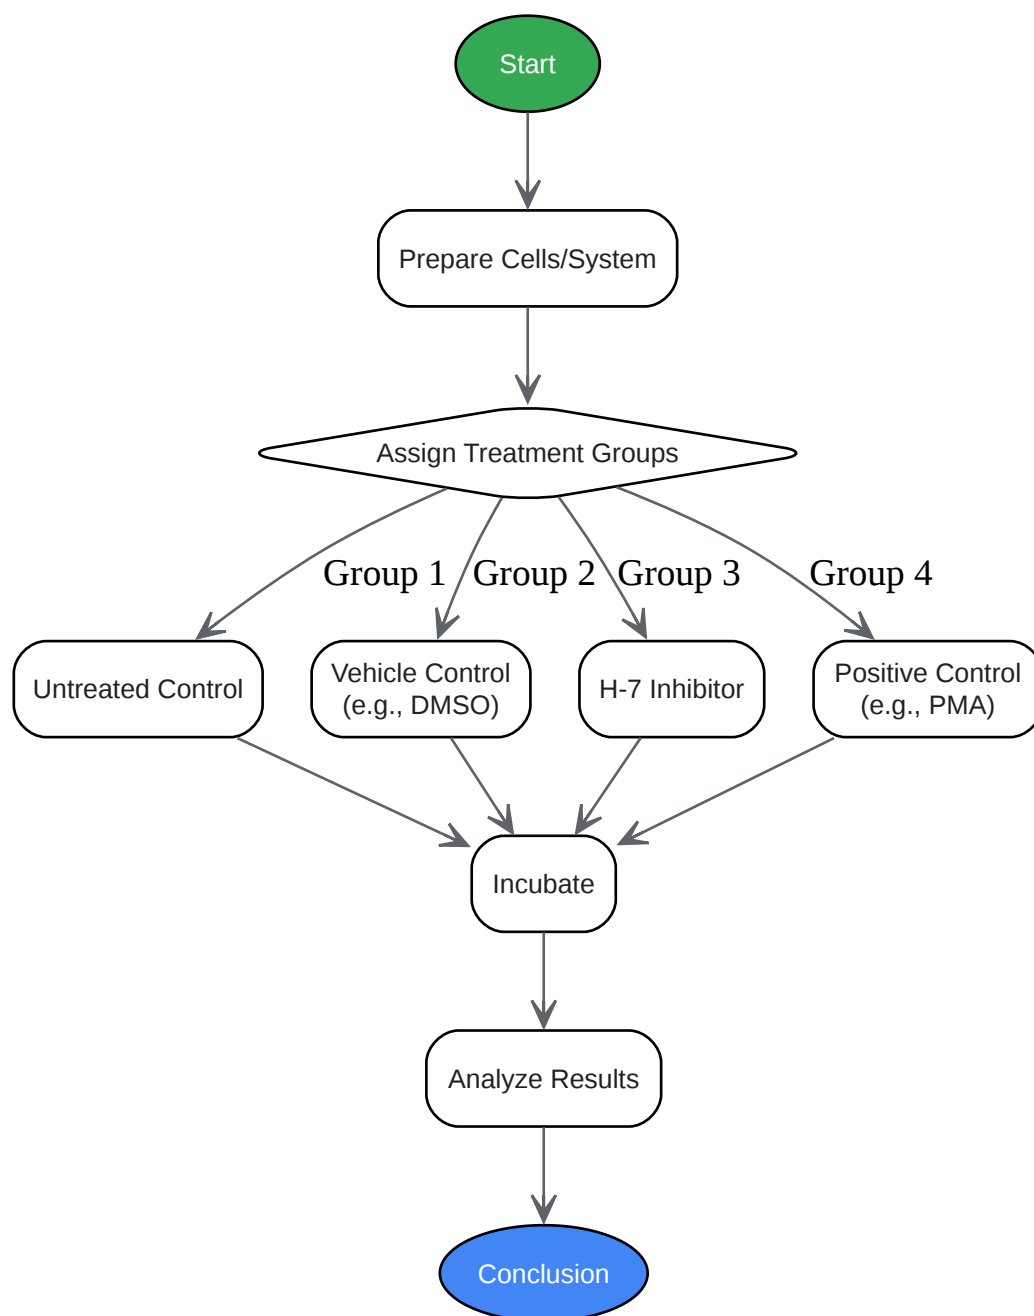 Start
Prepare Cells/System
Assign Treatment Groups
Group 1
Group 2
Group 3
Group 4
Untreated Control
Vehicle Control
(e.g., DMSO)
H-7 Inhibitor
Positive Control
(e.g., PMA)
Incubate
Analyze Results
Conclusion